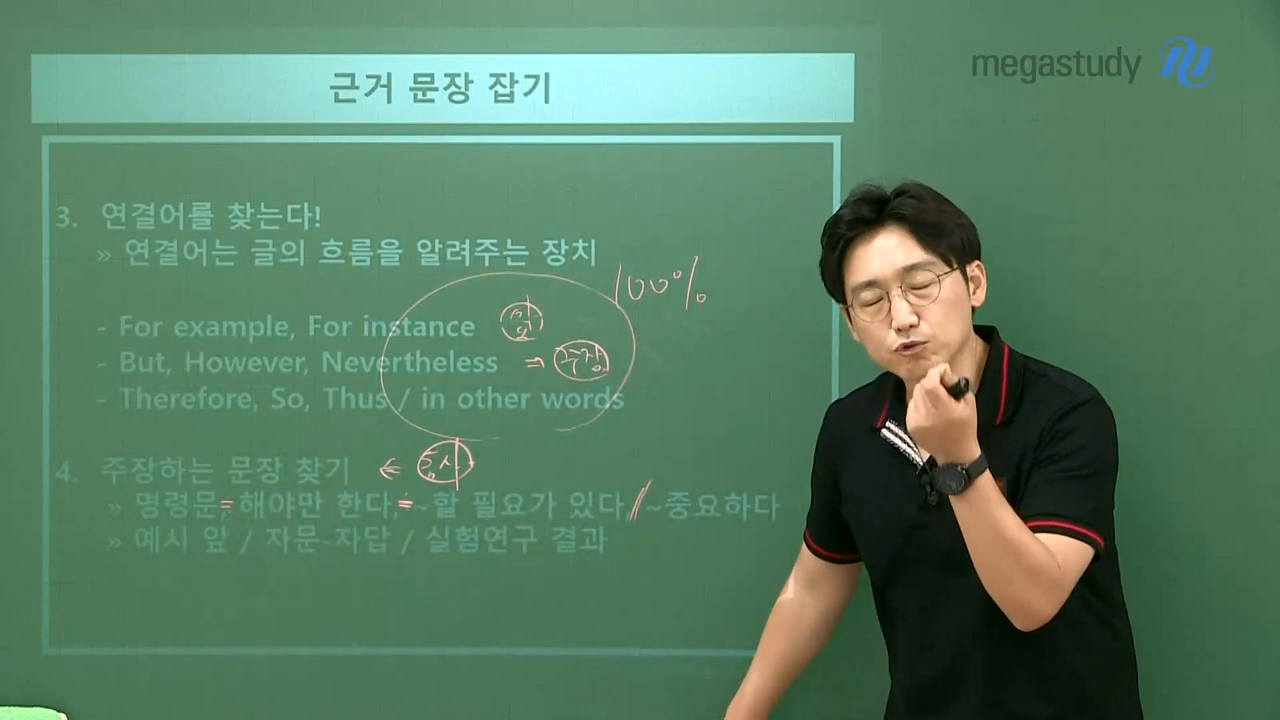 megastudy
근거 문장 잡기
3. 연결어를 찾는다!
» 연결어는 글의 흐름을 알려주는 장치
100%
- For example, For instance
- But, However, Nevertheless
⇒ 주장
- Therefore, So, Thus / in other words
4. 주장하는 문장 찾기 ←
» 명령문 = 해야만 한다, = ~할 필요가 있다, // ~중요하다
» 예시 앞 / 자문-자답 / 실험연구 결과